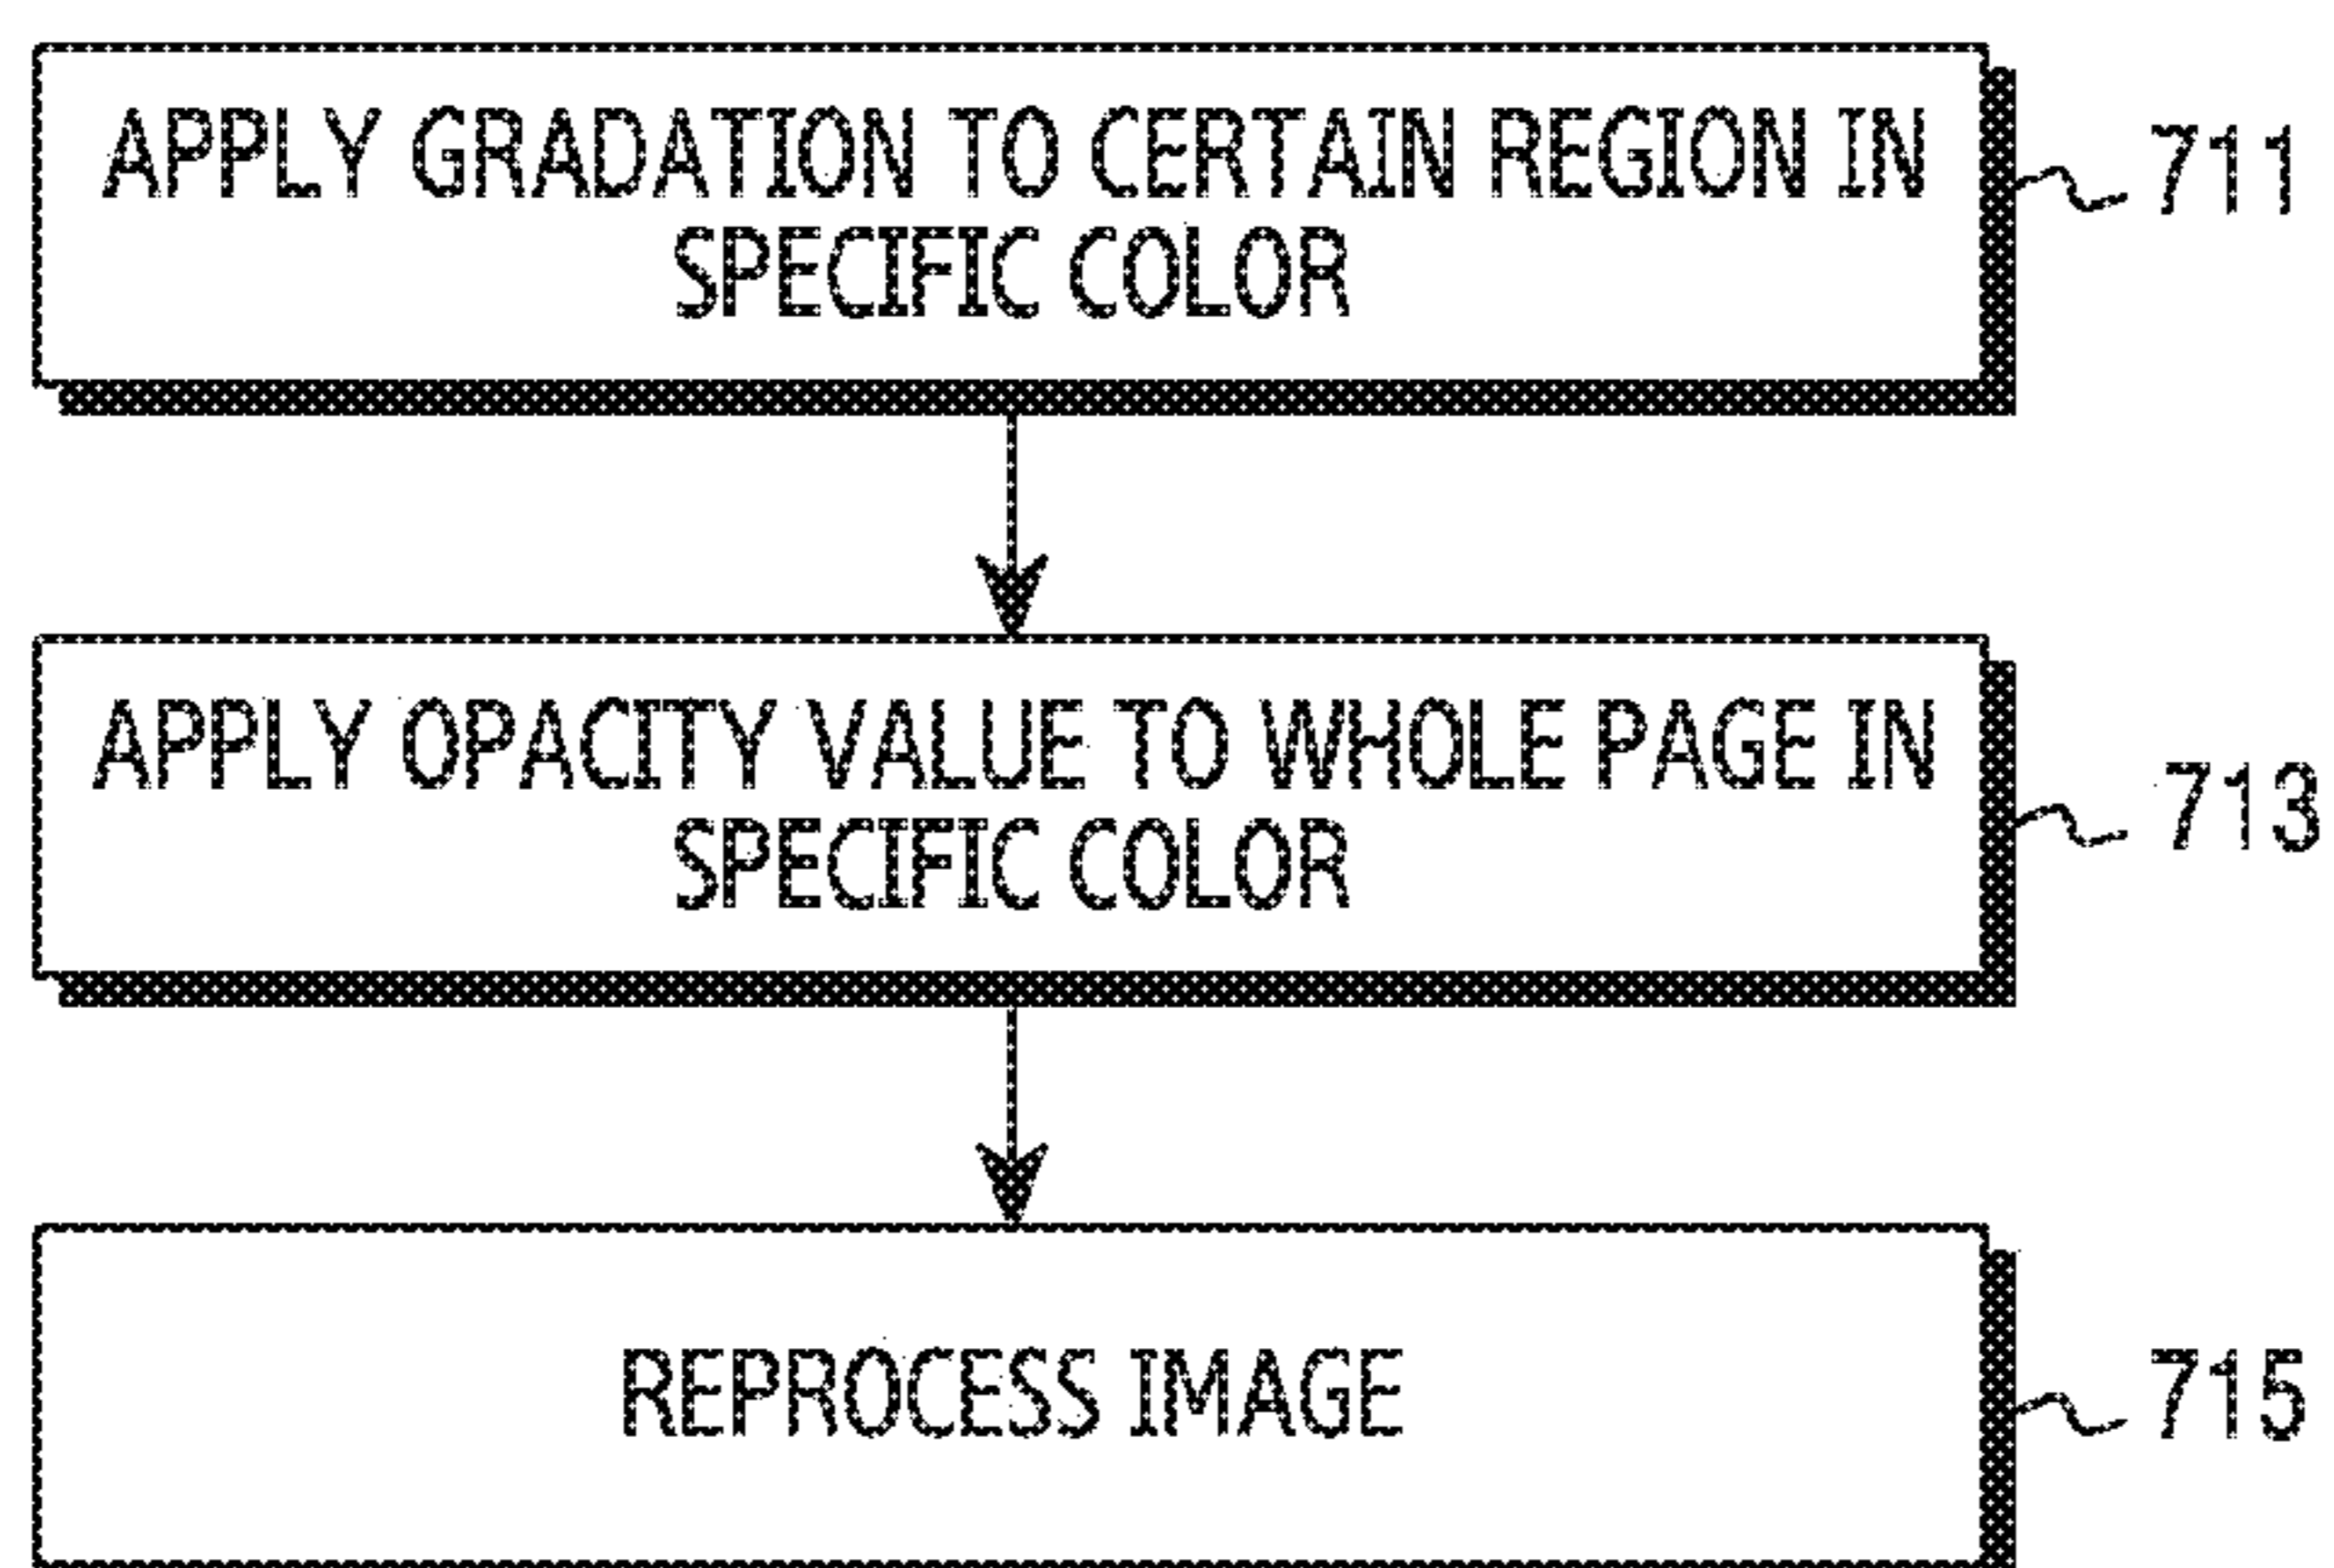 APPLY GRADATION TO CERTAIN REGION IN
SPECIFIC COLOR
711
APPLY OPACITY VALUE TO WHOLE PAGE IN
SPECIFIC COLOR
713
REPROCESS IMAGE
715